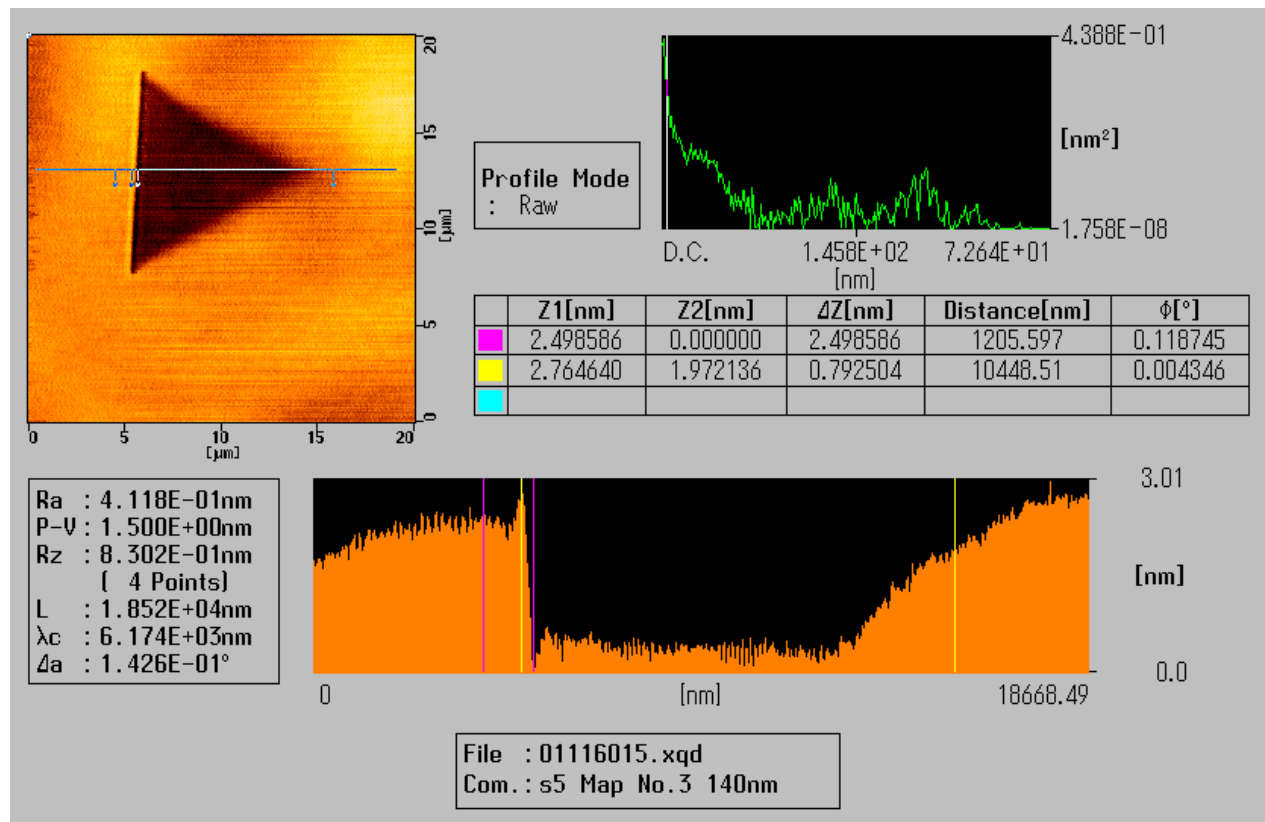 20
15
10
[μm]
5
0
0 5 10 15 20
[μm]
Profile Mode
: Raw
4.388E-01
[nm²]
1.758E-08
D.C. 1.458E+02 7.264E+01
[nm]
Z1[nm] Z2[nm] ΔZ[nm] Distance[nm] Φ[°]
2.498586 0.000000 2.498586 1205.597 0.118745
2.764640 1.972136 0.792504 10448.51 0.004346
Ra : 4.118E-01nm
P-V : 1.500E+00nm
Rz : 8.302E-01nm
( 4 Points)
L : 1.852E+04nm
λc : 6.174E+03nm
Δa : 1.426E-01°
3.01
[nm]
0.0
0 [nm] 18668.49
File : 01116015.xqd
Com. : s5 Map No.3 140nm